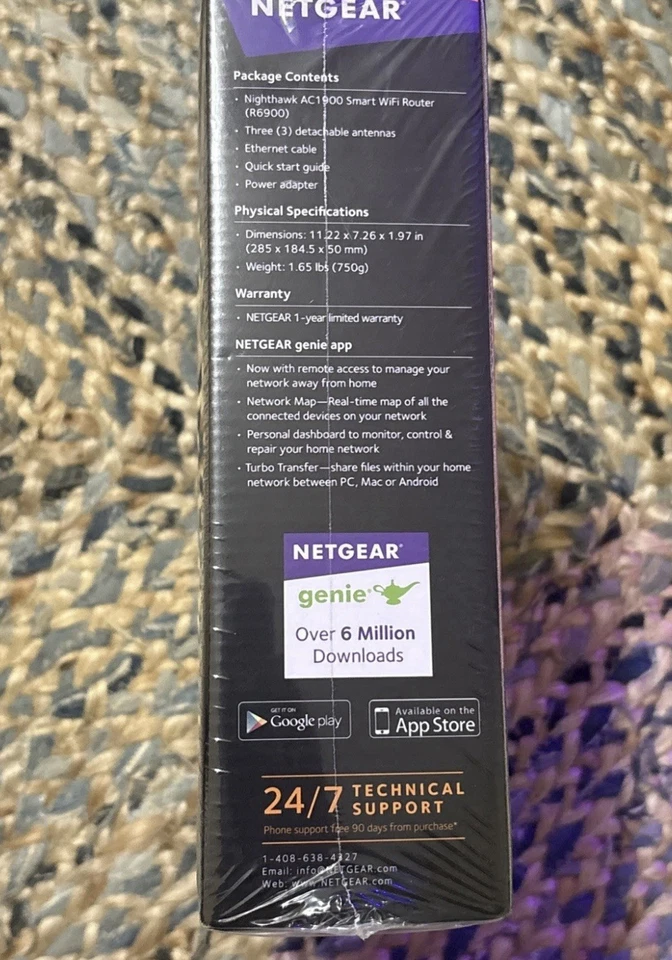 NETGEAR®
Package Contents
• Nighthawk AC1900 Smart WiFi Router
(R6900)
• Three (3) detachable antennas
• Ethernet cable
• Quick start guide
• Power adapter
Physical Specifications
• Dimensions: 11.22 x 7.26 x 1.97 in
(285 x 184.5 x 50 mm)
• Weight: 1.65 lbs (750g)
Warranty
• NETGEAR 1-year limited warranty
NETGEAR genie app
• Now with remote access to manage your
network away from home
• Network Map—Real-time map of all the
connected devices on your network
• Personal dashboard to monitor, control &
repair your home network
• Turbo Transfer—share files within your home
network between PC, Mac or Android
NETGEAR®
genie®
Over 6 Million
Downloads
GET IT ON
Google play
Available on the
App Store
24/7 TECHNICAL
SUPPORT
Phone support free 90 days from purchase*
1-408-638-4327
Email: info@NETGEAR.com
Web: www.NETGEAR.com